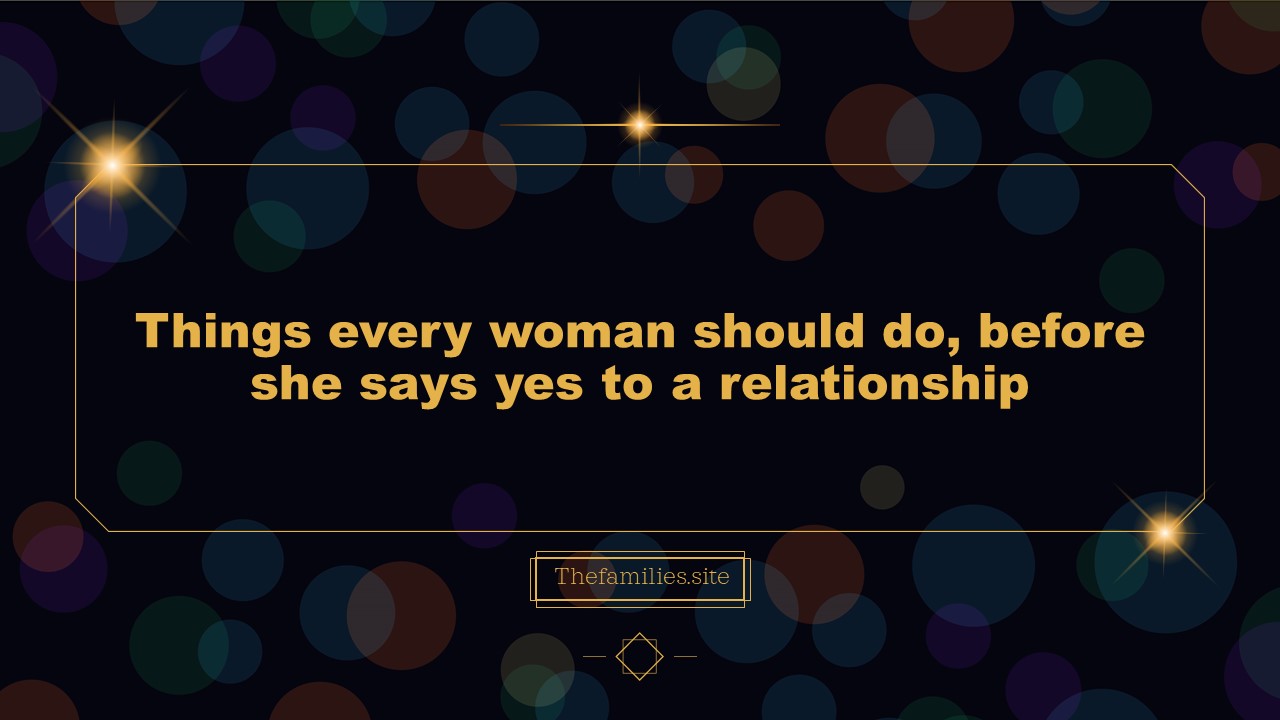 Things every woman should do, before
she says yes to a relationship
Thefamilies.site